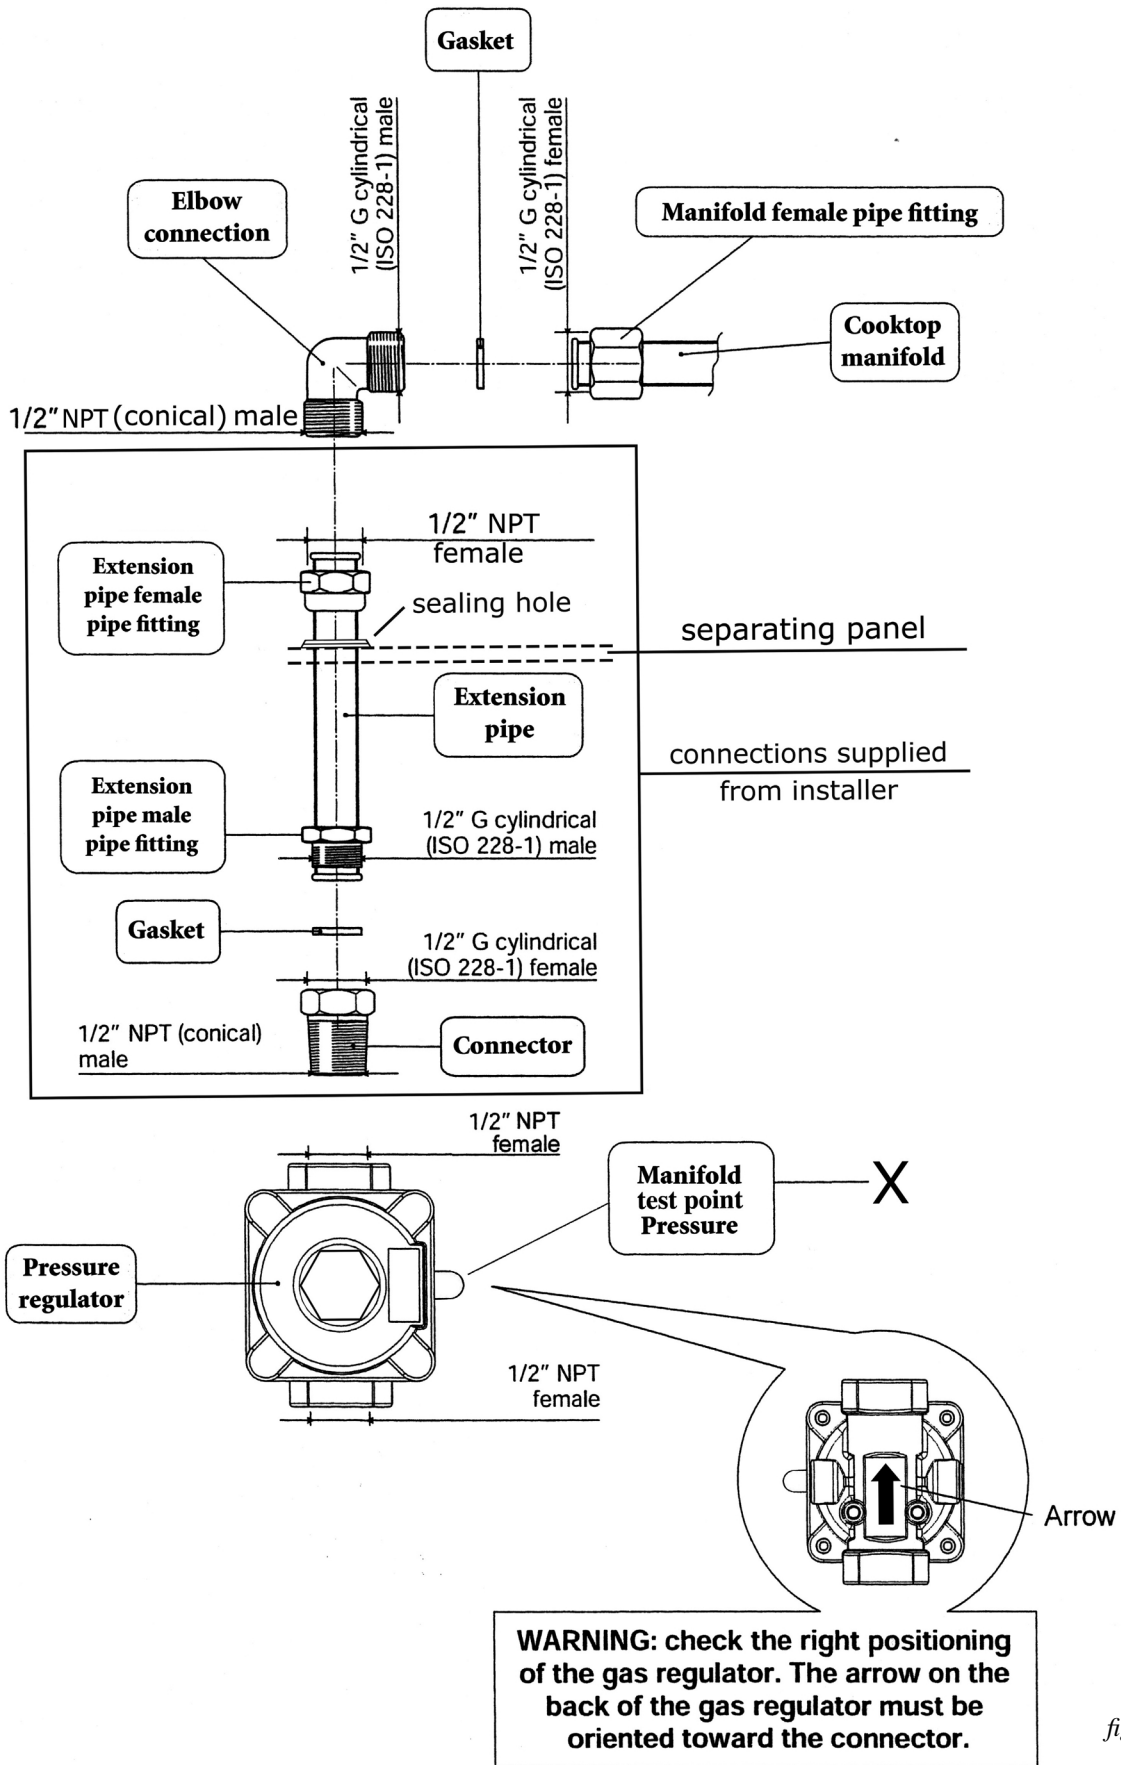 Gasket
1/2" G cylindrical
(ISO 228-1) male
1/2" G cylindrical
(ISO 228-1) female
Elbow
connection
Manifold female pipe fitting
Cooktop
manifold
1/2" NPT (conical) male
1/2" NPT
female
Extension
pipe female
pipe fitting
sealing hole
separating panel
Extension
pipe
connections supplied
from installer
Extension
pipe male
pipe fitting
1/2" G cylindrical
(ISO 228-1) male
Gasket
1/2" G cylindrical
(ISO 228-1) female
1/2" NPT (conical)
male
Connector
1/2" NPT
female
Manifold
test point
Pressure
X
Pressure
regulator
1/2" NPT
female
Arrow
WARNING: check the right positioning
of the gas regulator. The arrow on the
back of the gas regulator must be
oriented toward the connector.